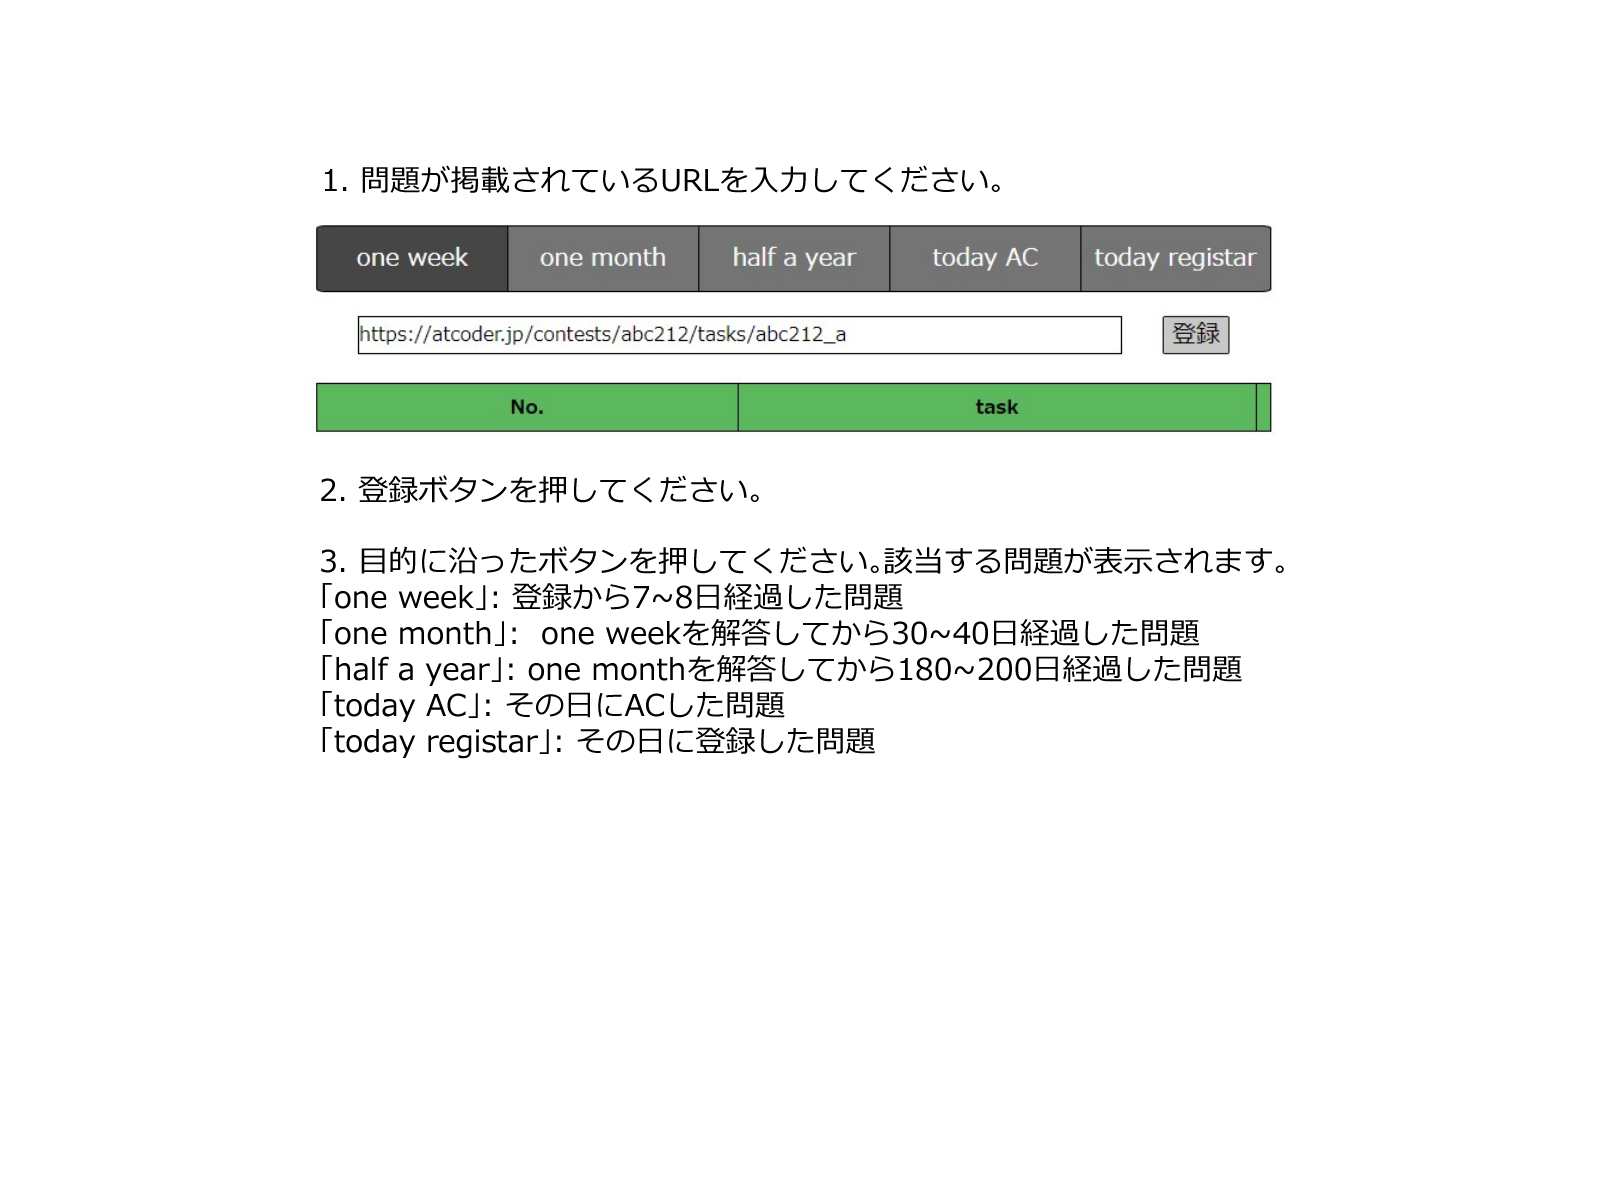 1. 問題が掲載されているURLを入力してください。
one week one month half a year today AC today registar
https://atcoder.jp/contests/abc212/tasks/abc212_a 登録
No. task
2. 登録ボタンを押してください。
3. 目的に沿ったボタンを押してください。該当する問題が表示されます。
「one week」: 登録から7~8日経過した問題
「one month」: one weekを解答してから30~40日経過した問題
「half a year」: one monthを解答してから180~200日経過した問題
「today AC」: その日にACした問題
「today registar」: その日に登録した問題